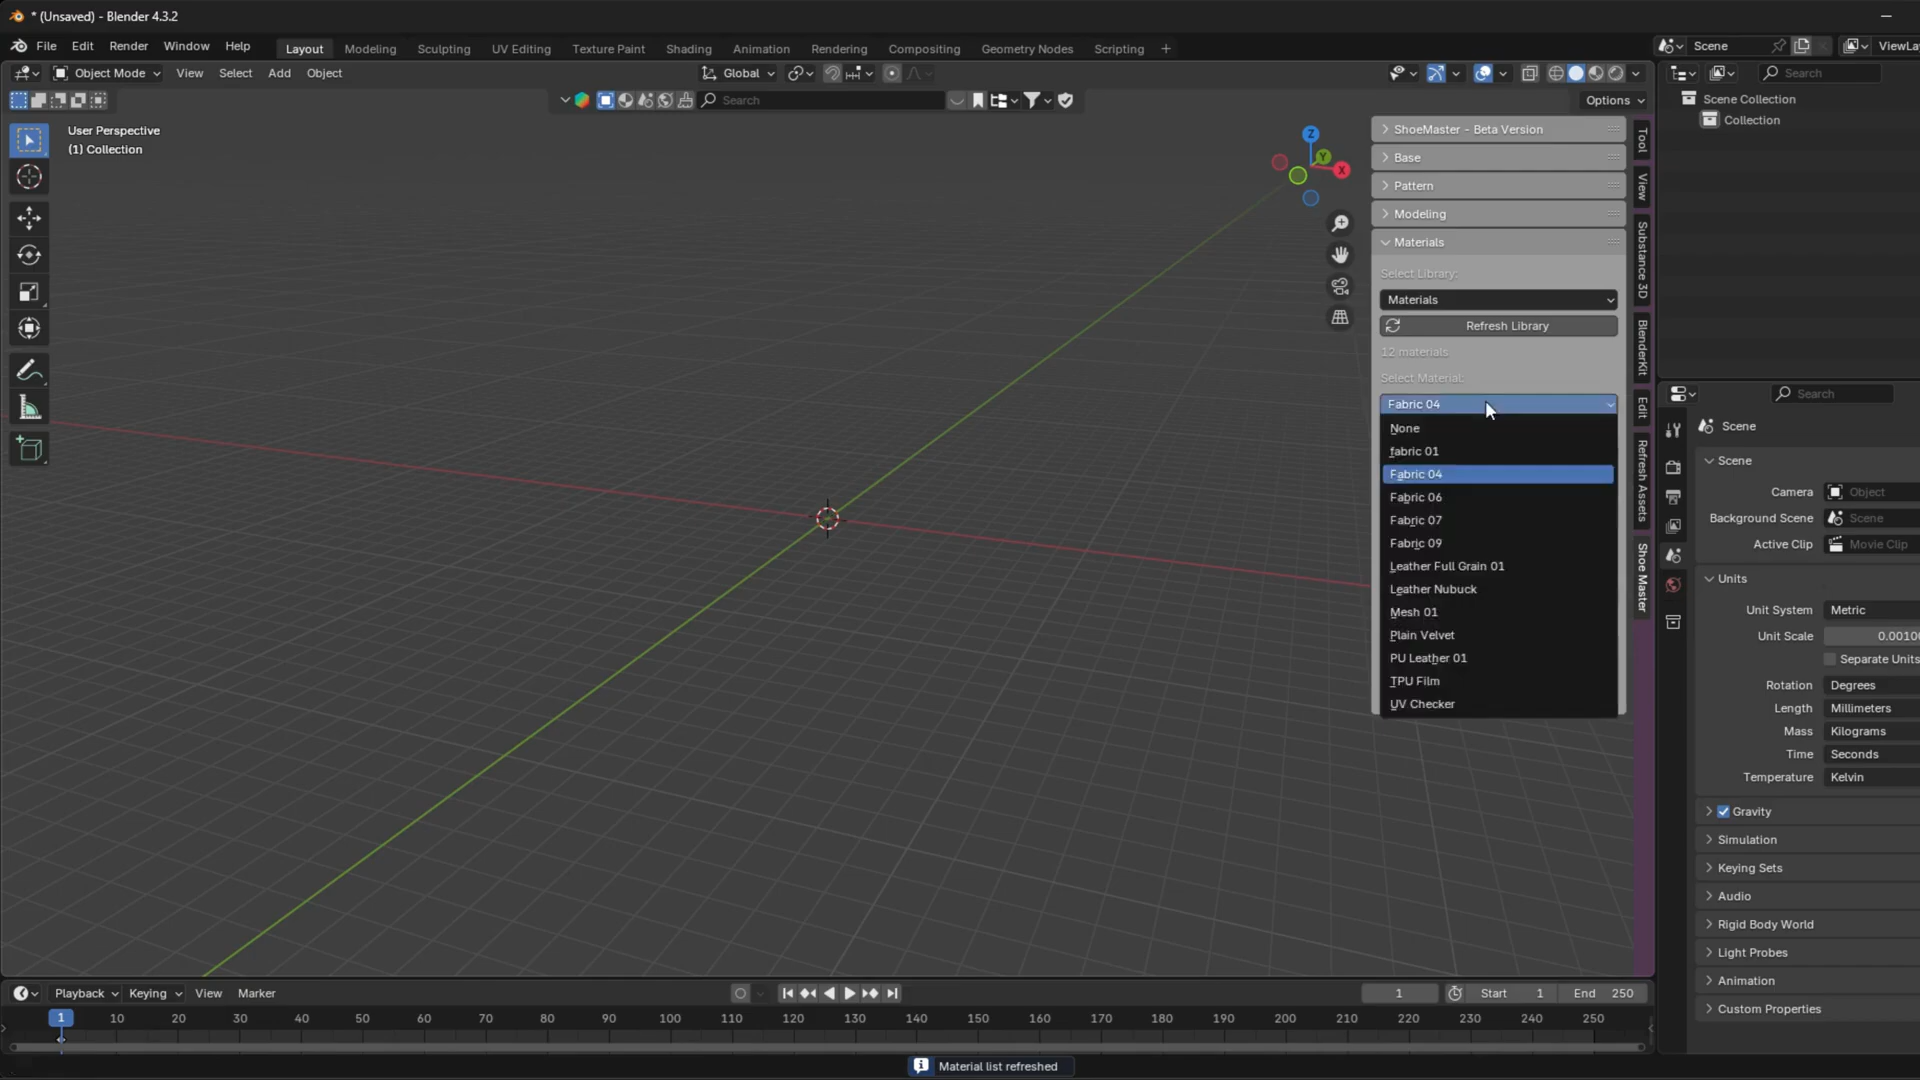 * (Unsaved) - Blender 4.3.2
File Edit Render Window Help Layout Modeling Sculpting UV Editing Texture Paint Shading Animation Rendering Compositing Geometry Nodes Scripting + Scene ViewLa
Object Mode View Select Add Object Global Search
Search Options
User Perspective
(1) Collection
Z
Y
X
ShoeMaster - Beta Version
Base
Pattern
Modeling
Materials
Select Library:
Materials
Refresh Library
12 materials
Select Material:
Fabric 04
None
fabric 01
Fabric 04
Fabric 06
Fabric 07
Fabric 09
Leather Full Grain 01
Leather Nubuck
Mesh 01
Plain Velvet
PU Leather 01
TPU Film
UV Checker
Tool
View
Substance 3D
BlenderKit
Edit
Refresh Assets
Shoe Master
Scene Collection
Collection
Search
Scene
Scene
Camera Object
Background Scene Scene
Active Clip Movie Clip
Units
Unit System Metric
Unit Scale 0.00100
Separate Units
Rotation Degrees
Length Millimeters
Mass Kilograms
Time Seconds
Temperature Kelvin
Gravity
Simulation
Keying Sets
Audio
Rigid Body World
Light Probes
Animation
Custom Properties
Playback Keying View Marker 1 Start 1 End 250
1 10 20 30 40 50 60 70 80 90 100 110 120 130 140 150 160 170 180 190 200 210 220 230 240 250
Material list refreshed